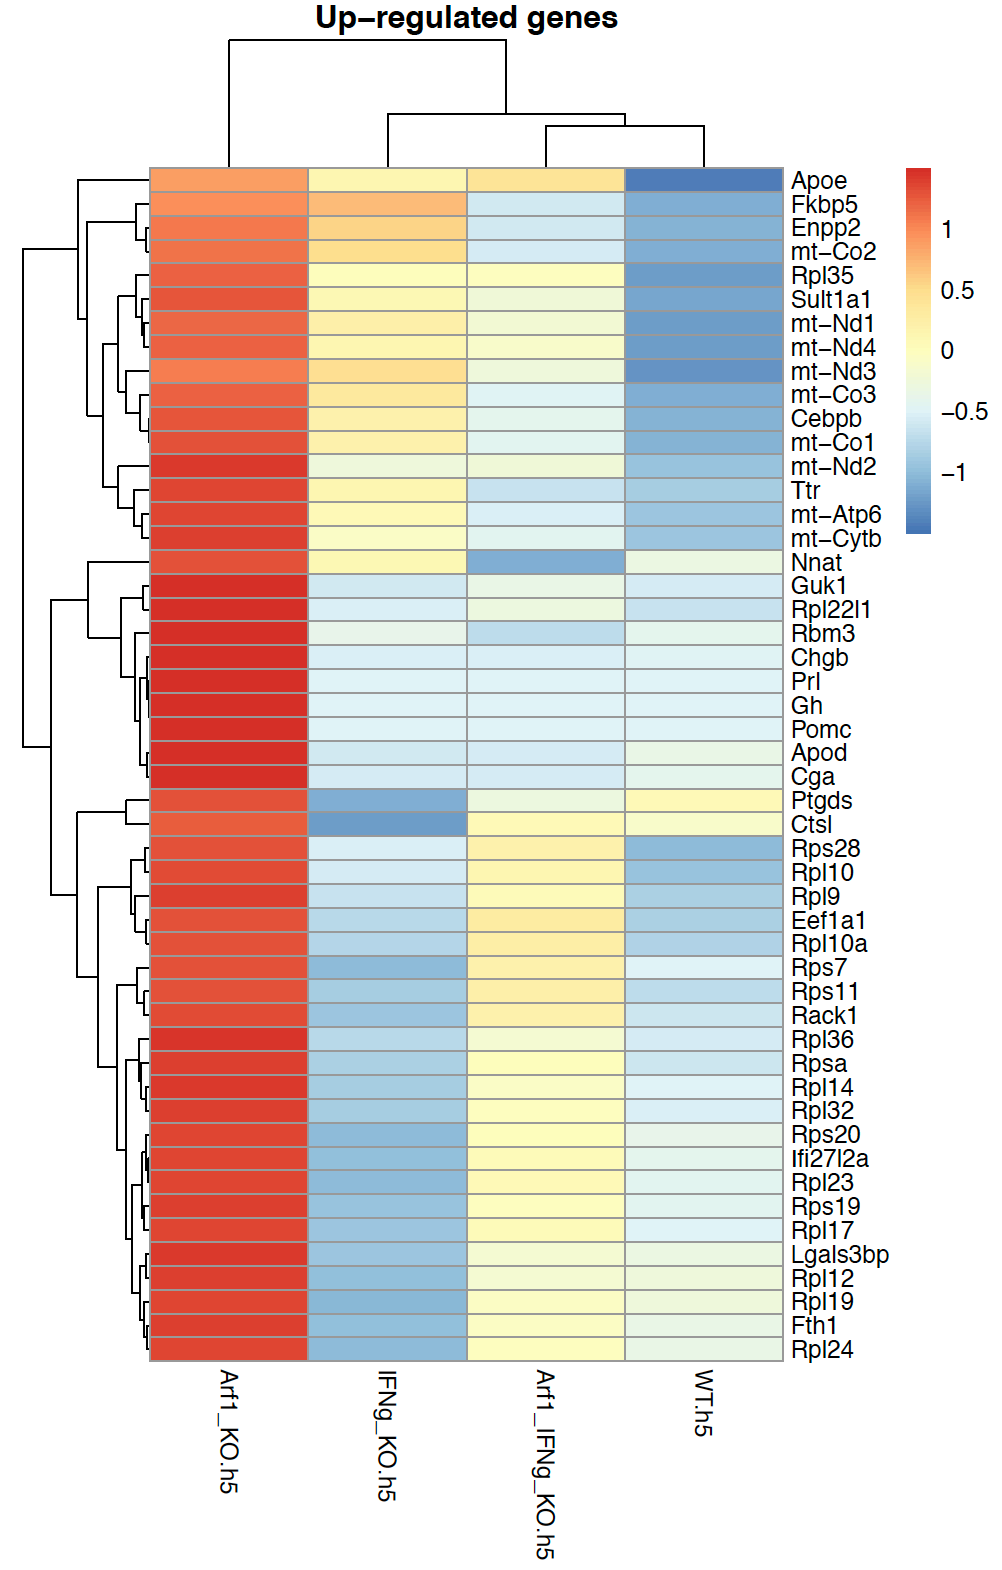 Up−regulated genes
Apoe
Fkbp5
Enpp2
mt−Co2
Rpl35
Sult1a1
mt−Nd1
mt−Nd4
mt−Nd3
mt−Co3
Cebpb
mt−Co1
mt−Nd2
Ttr
mt−Atp6
mt−Cytb
Nnat
Guk1
Rpl22l1
Rbm3
Chgb
Prl
Gh
Pomc
Apod
Cga
Ptgds
Ctsl
Rps28
Rpl10
Rpl9
Eef1a1
Rpl10a
Rps7
Rps11
Rack1
Rpl36
Rpsa
Rpl14
Rpl32
Rps20
Ifi27l2a
Rpl23
Rps19
Rpl17
Lgals3bp
Rpl12
Rpl19
Fth1
Rpl24
1
0.5
0
−0.5
−1
Arf1_KO.h5
IFNg_KO.h5
Arf1_IFNg_KO.h5
WT.h5